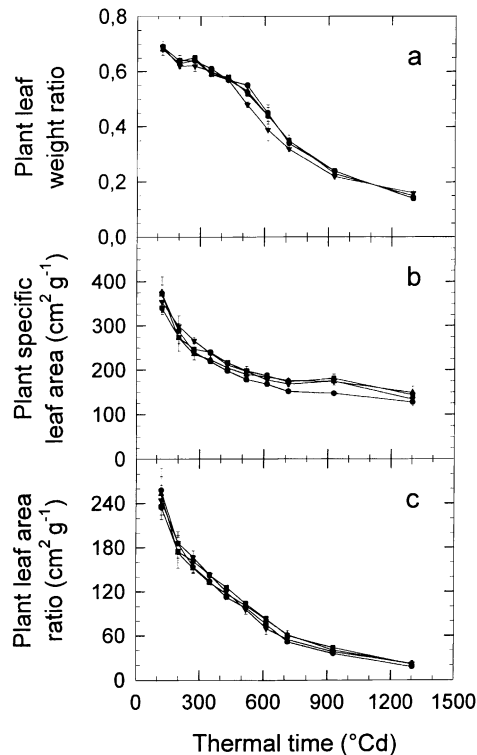 0,8
0,6
0,4
0,2
0,0
Plant leaf
weight ratio
a
400
300
200
100
0
Plant specific
leaf area (cm² g⁻¹)
b
240
180
120
60
0
Plant leaf area
ratio (cm² g⁻¹)
c
0 300 600 900 1200 1500
Thermal time (°Cd)